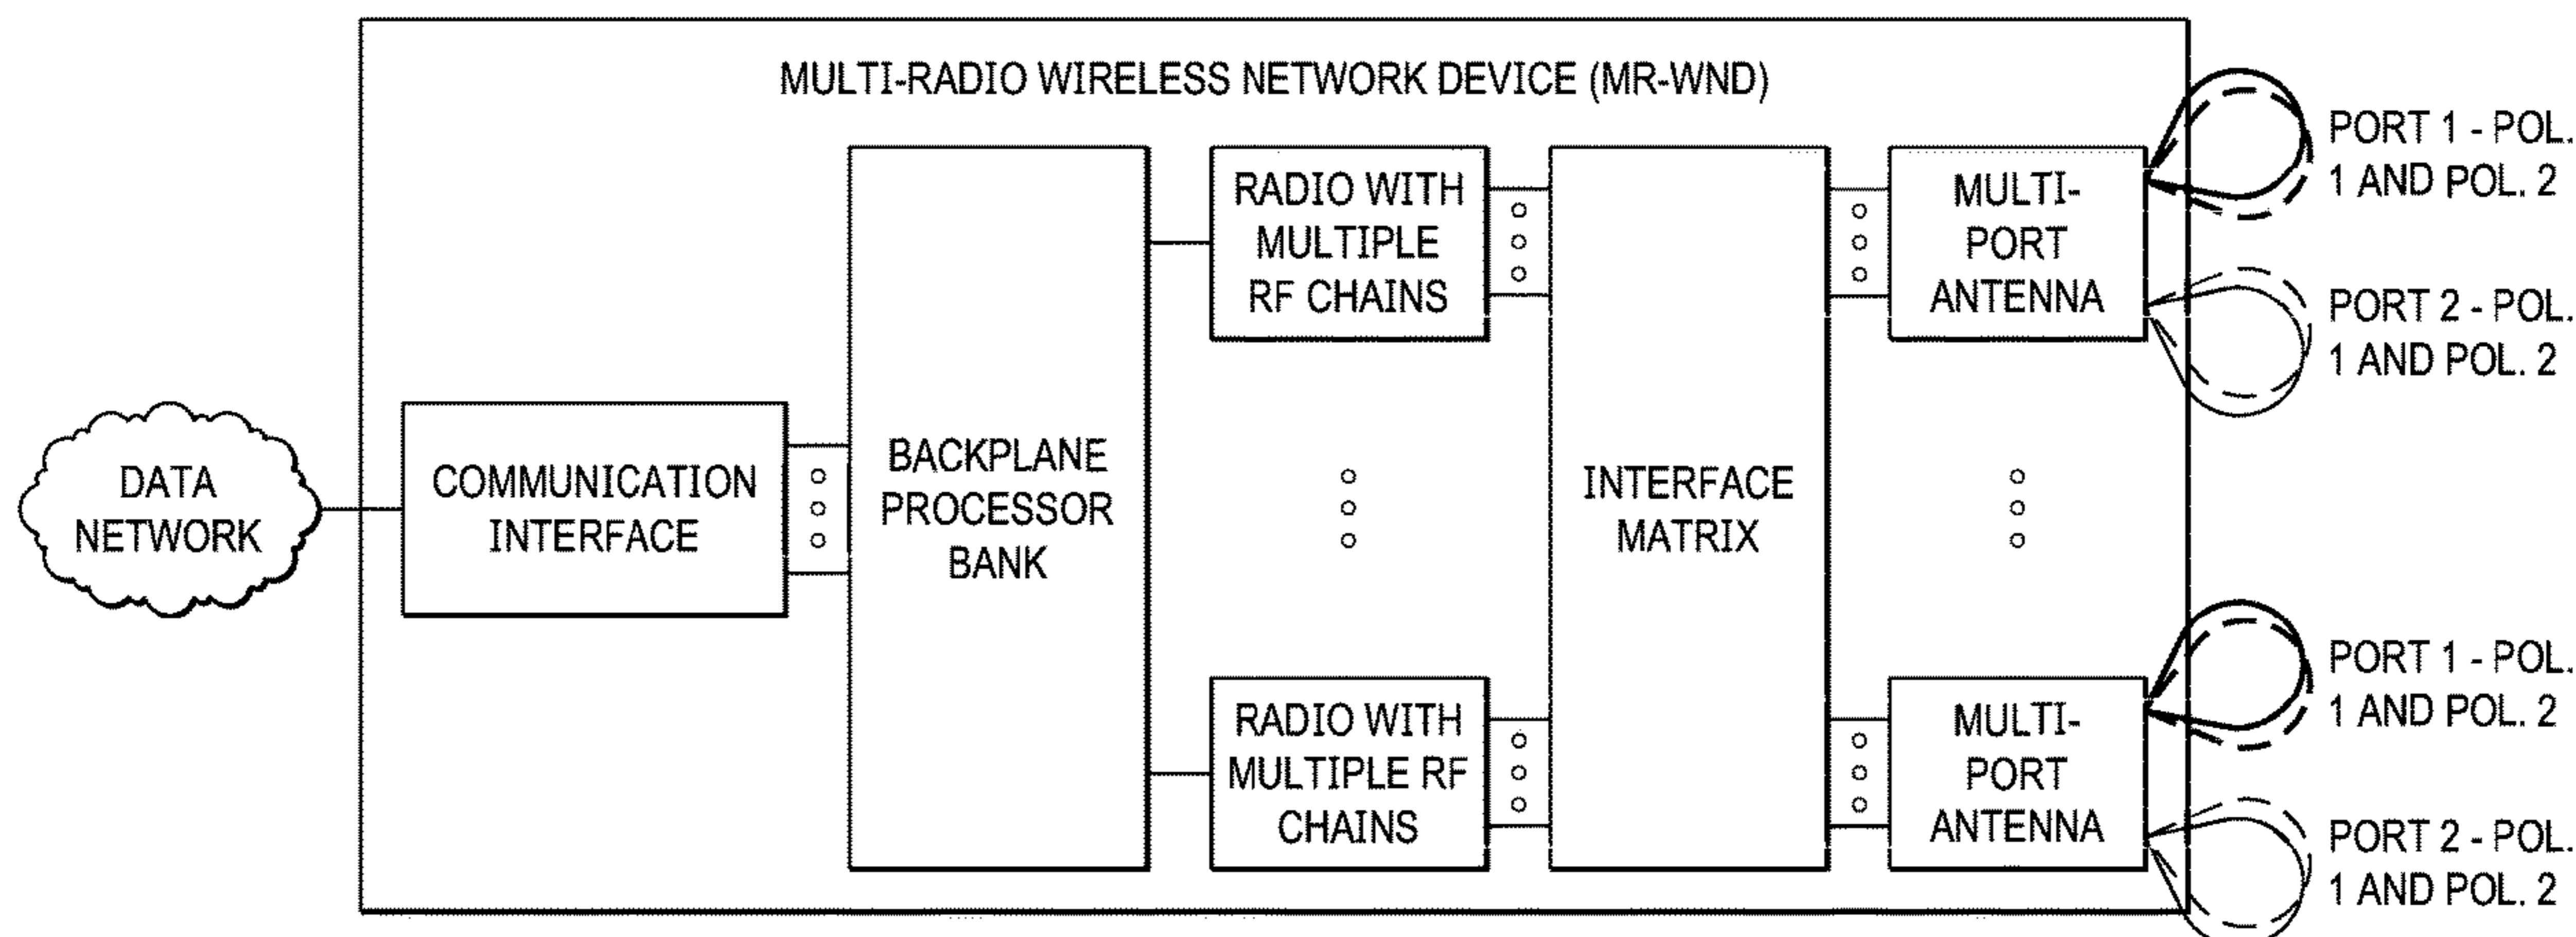 MULTI-RADIO WIRELESS NETWORK DEVICE (MR-WND)
DATA
NETWORK
COMMUNICATION
INTERFACE
BACKPLANE
PROCESSOR
BANK
RADIO WITH
MULTIPLE
RF CHAINS
RADIO WITH
MULTIPLE RF
CHAINS
INTERFACE
MATRIX
MULTI-
PORT
ANTENNA
MULTI-
PORT
ANTENNA
PORT 1 - POL.
1 AND POL. 2
PORT 2 - POL.
1 AND POL. 2
PORT 1 - POL.
1 AND POL. 2
PORT 2 - POL.
1 AND POL. 2